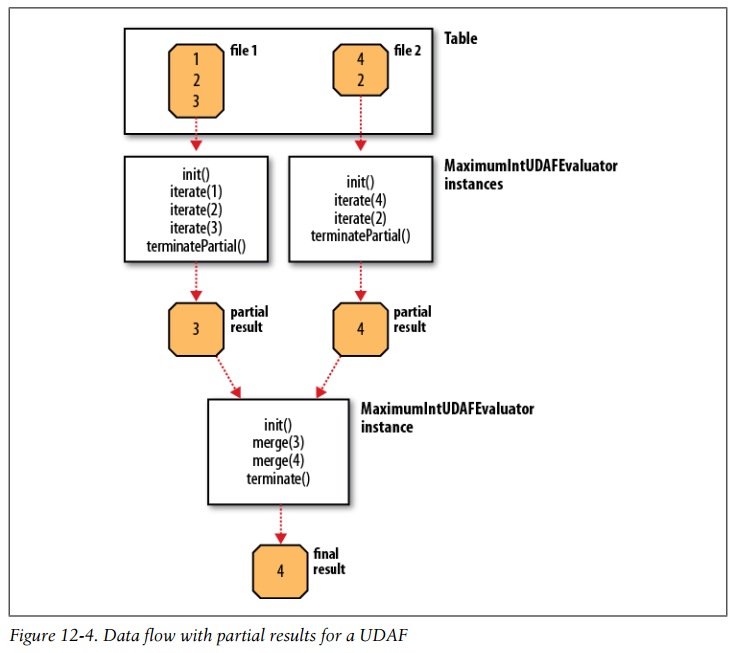 Table
file 1
1
2
3
file 2
4
2
MaximumIntUDAFEvaluator
instances
init()
iterate(1)
iterate(2)
iterate(3)
terminatePartial()
init()
iterate(4)
iterate(2)
terminatePartial()
3
partial
result
4
partial
result
MaximumIntUDAFEvaluator
instance
init()
merge(3)
merge(4)
terminate()
4
final
result
Figure 12-4. Data flow with partial results for a UDAF